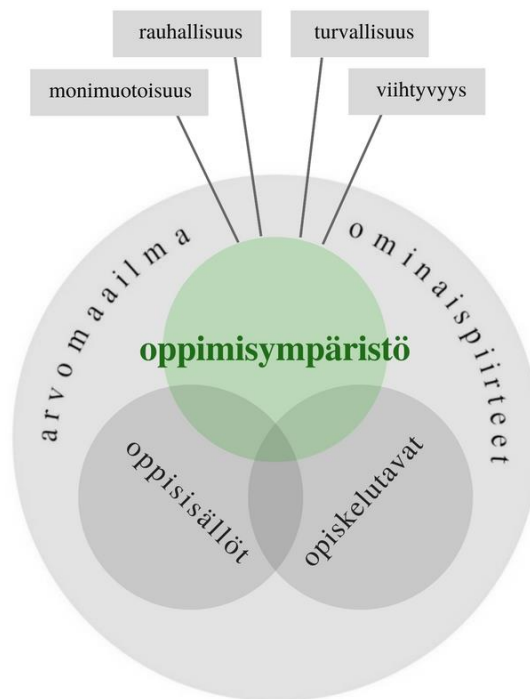 rauhallisuus
turvallisuus
monimuotoisuus
viihtyvyys
arvomaailma
ominaispiirteet
oppimisympäristö
oppisisällöt
opiskelutavat